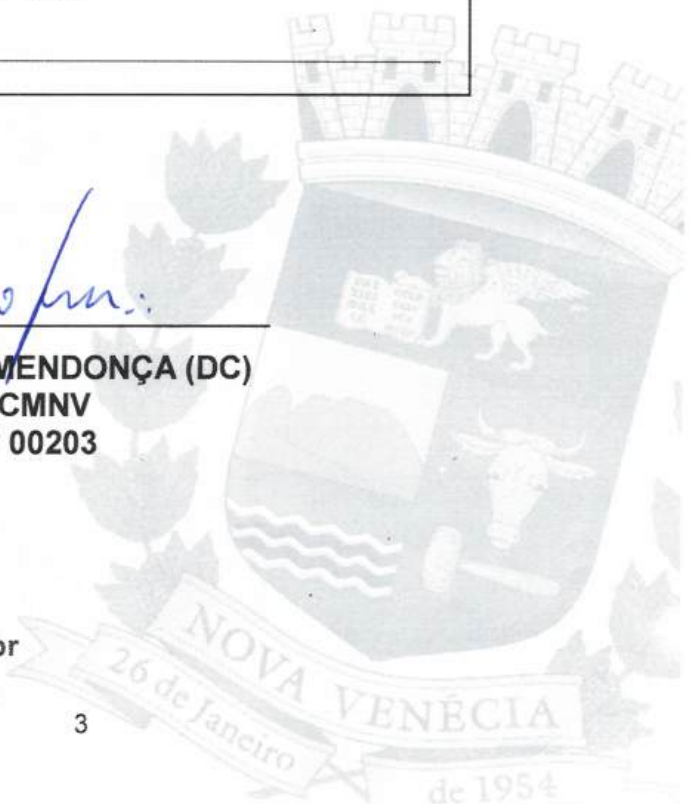 MENDONÇA (DC)
CMNV
00203
or
3
NOVA VENÉCIA
26 de Janeiro
de 1954